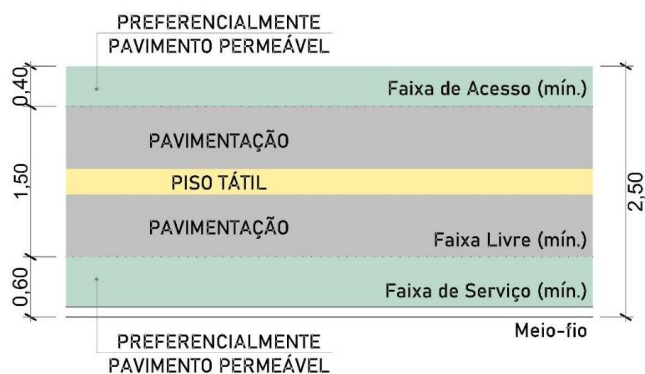 PREFERENCIALMENTE
PAVIMENTO PERMEÁVEL
0,40
Faixa de Acesso (mín.)
PAVIMENTAÇÃO
1,50
PISO TÁTIL
2,50
PAVIMENTAÇÃO
Faixa Livre (mín.)
0,60
Faixa de Serviço (mín.)
Meio-fio
PREFERENCIALMENTE
PAVIMENTO PERMEÁVEL